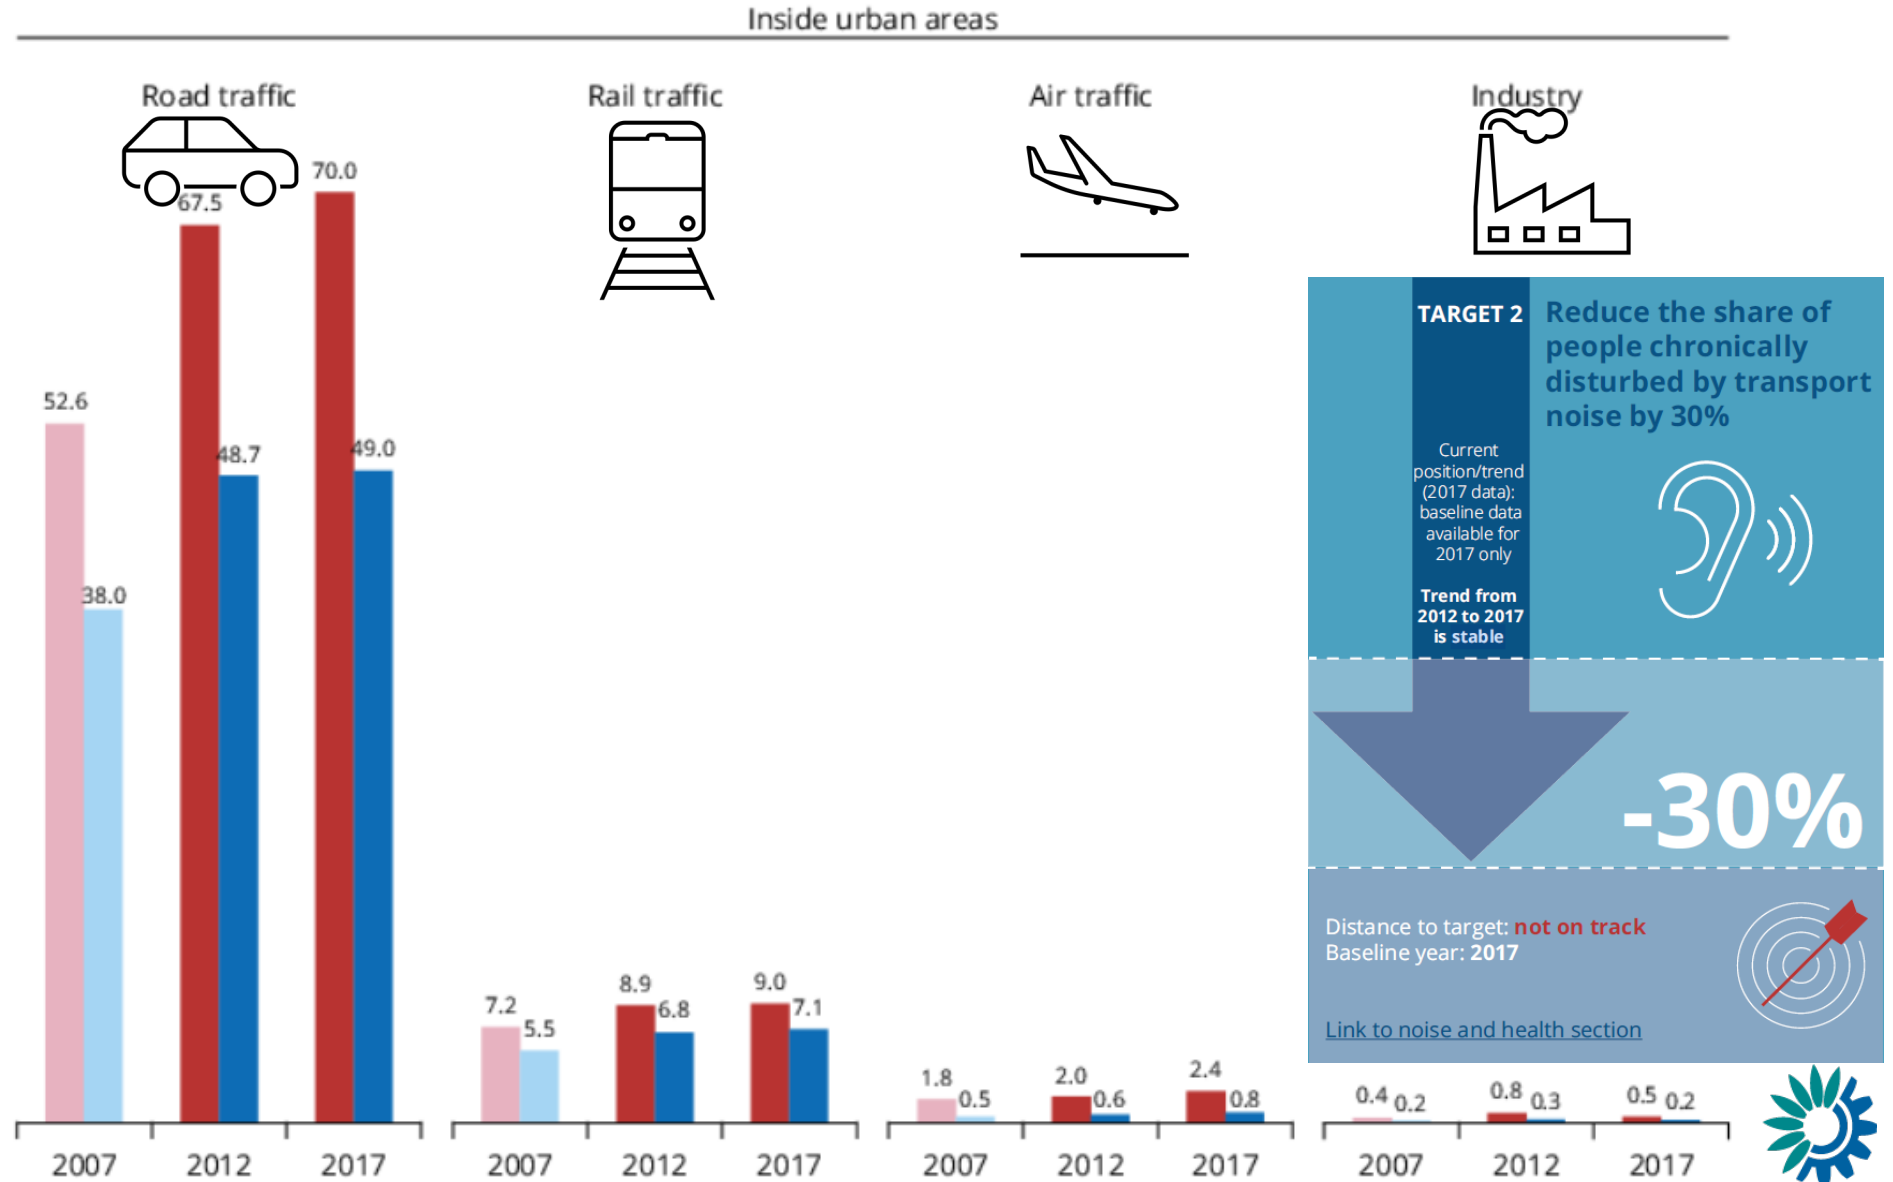 Inside urban areas
Road traffic
Rail traffic
Air traffic
Industry
52.6
38.0
67.5
48.7
70.0
49.0
2007
2012
2017
7.2
5.5
8.9
6.8
9.0
7.1
2007
2012
2017
1.8
0.5
2.0
0.6
2.4
0.8
2007
2012
2017
TARGET 2
Reduce the share of
people chronically
disturbed by transport
noise by 30%
Current
position/trend
(2017 data):
baseline data
available for
2017 only
Trend from
2012 to 2017
is stable
-30%
Distance to target: not on track
Baseline year: 2017
Link to noise and health section
0.4
0.2
0.8
0.3
0.5
0.2
2007
2012
2017